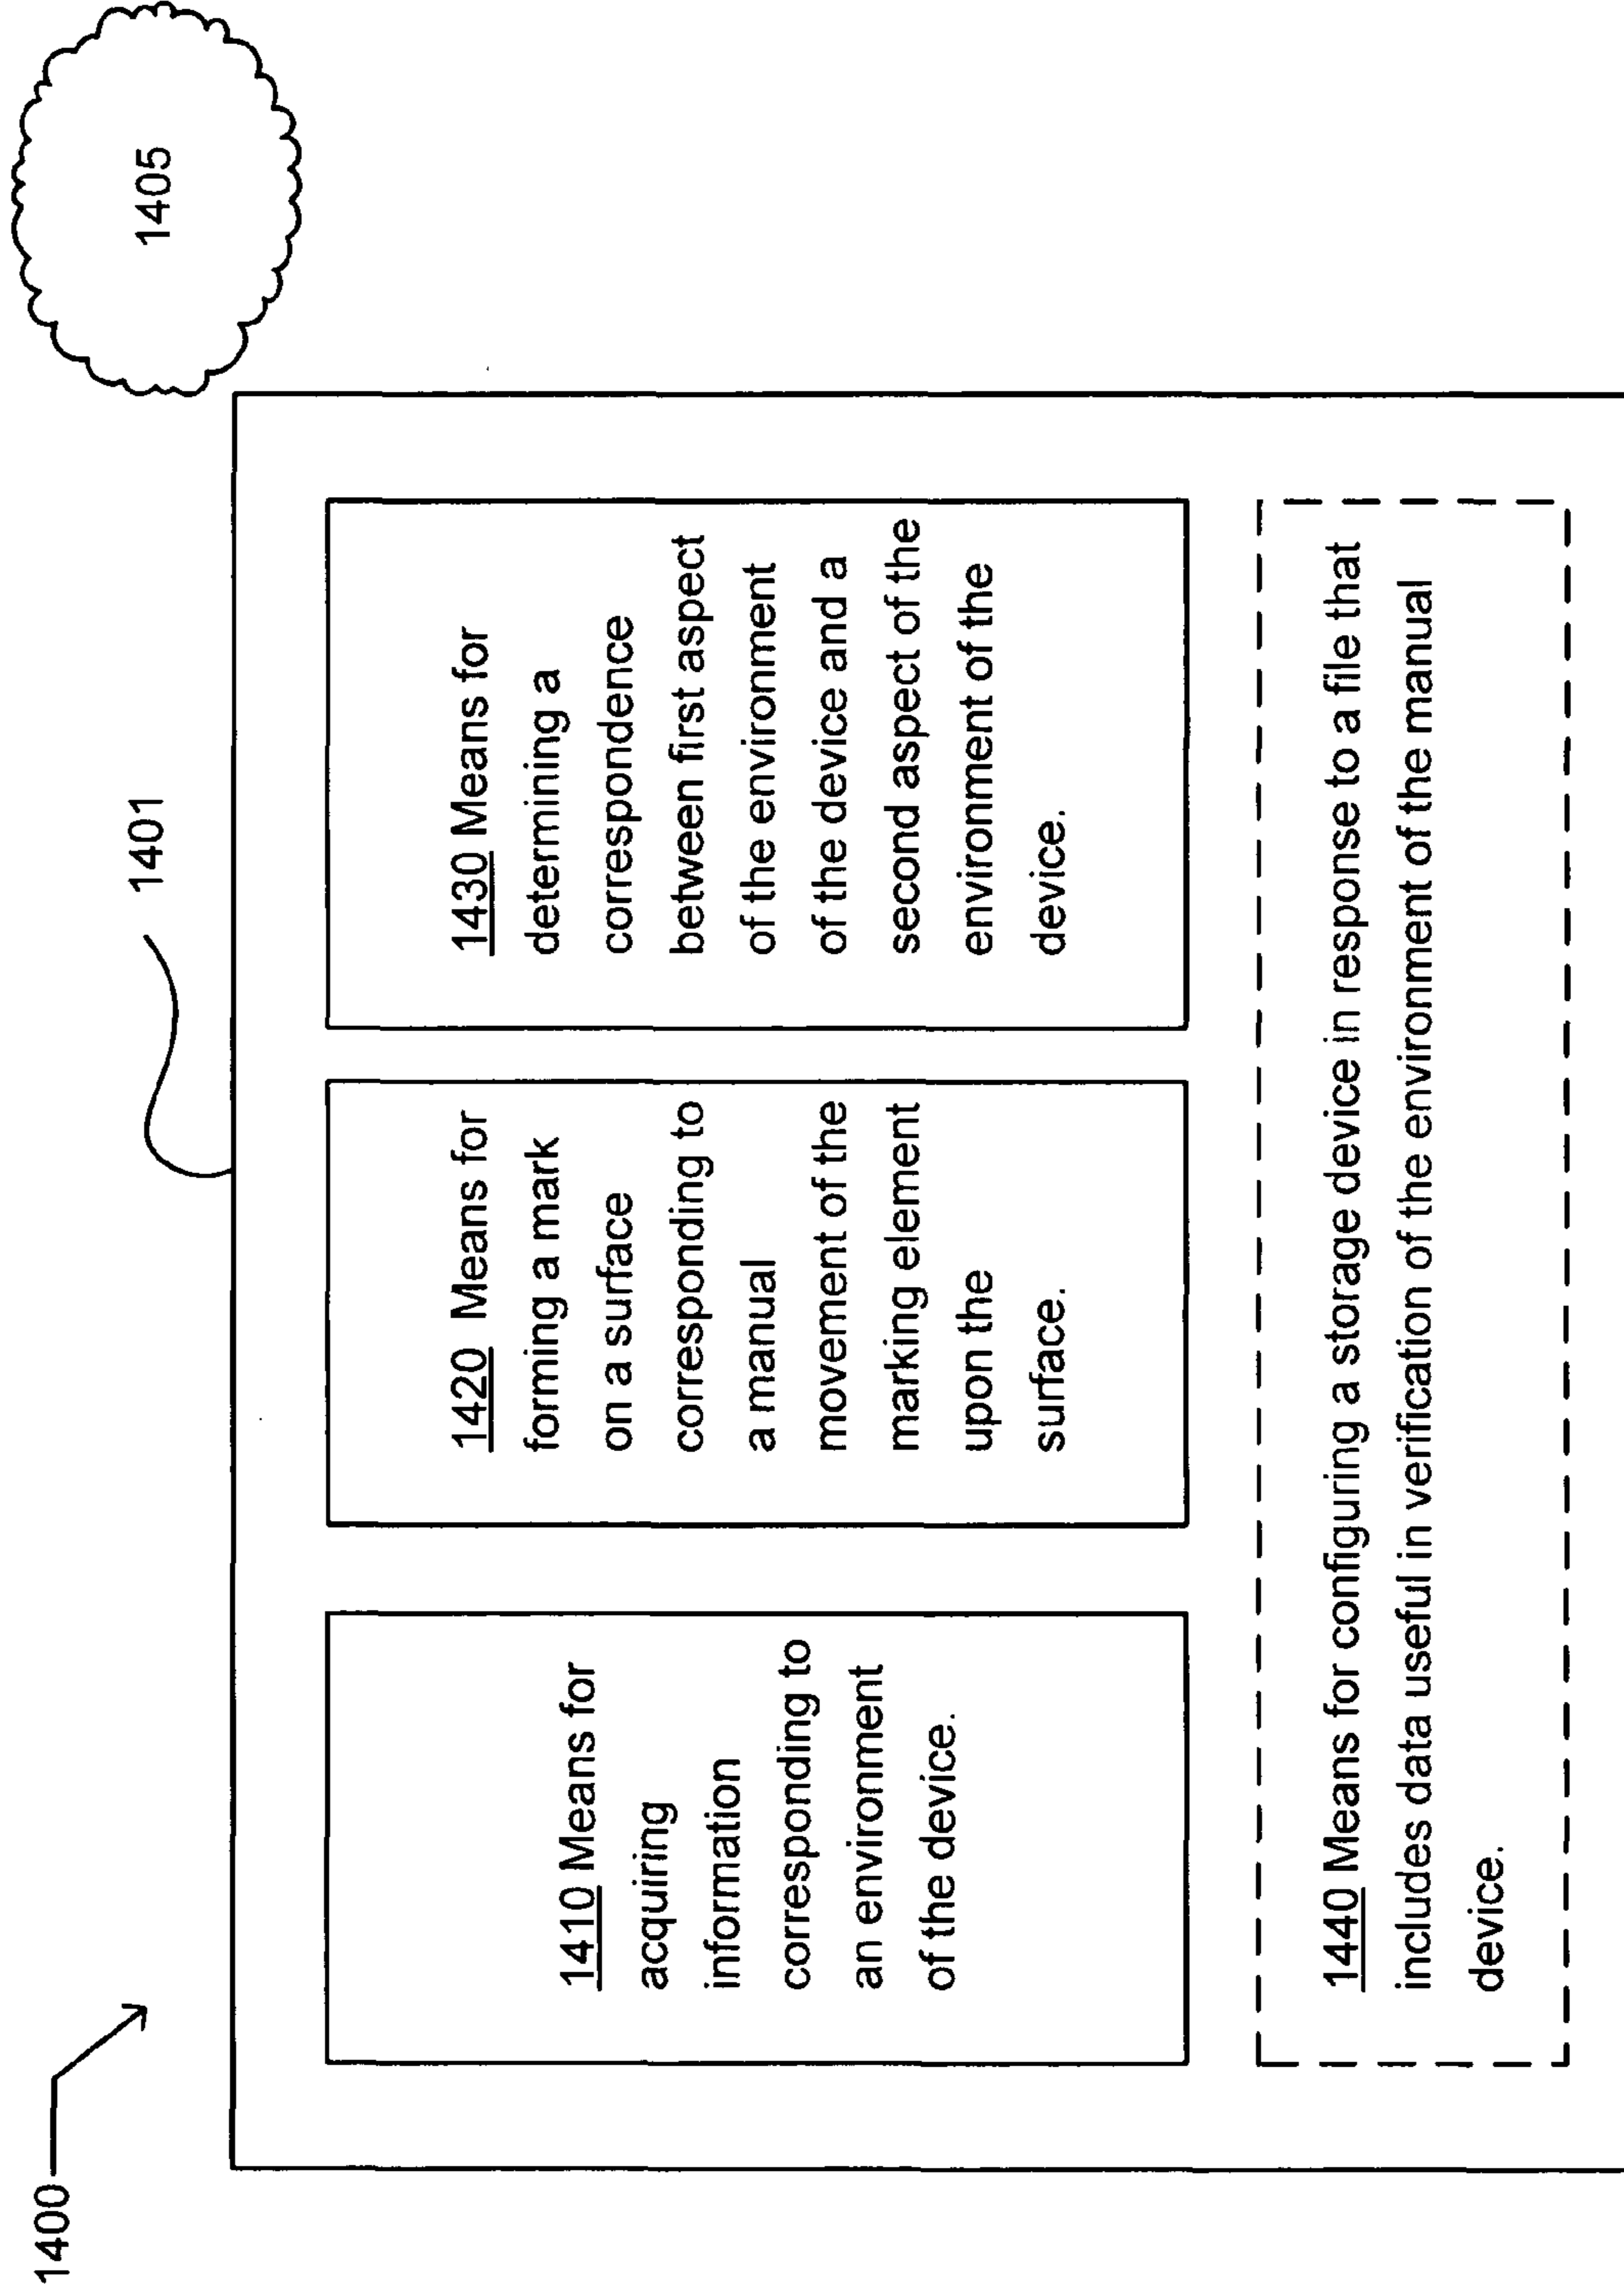 1400
1401
1405
1410 Means for
acquiring
information
corresponding to
an environment
of the device.
1420 Means for
forming a mark
on a surface
corresponding to
a manual
movement of the
marking element
upon the
surface.
1430 Means for
determining a
correspondence
between first aspect
of the environment
of the device and a
second aspect of the
environment of the
device.
1440 Means for configuring a storage device in response to a file that
includes data useful in verification of the environment of the manual
device.